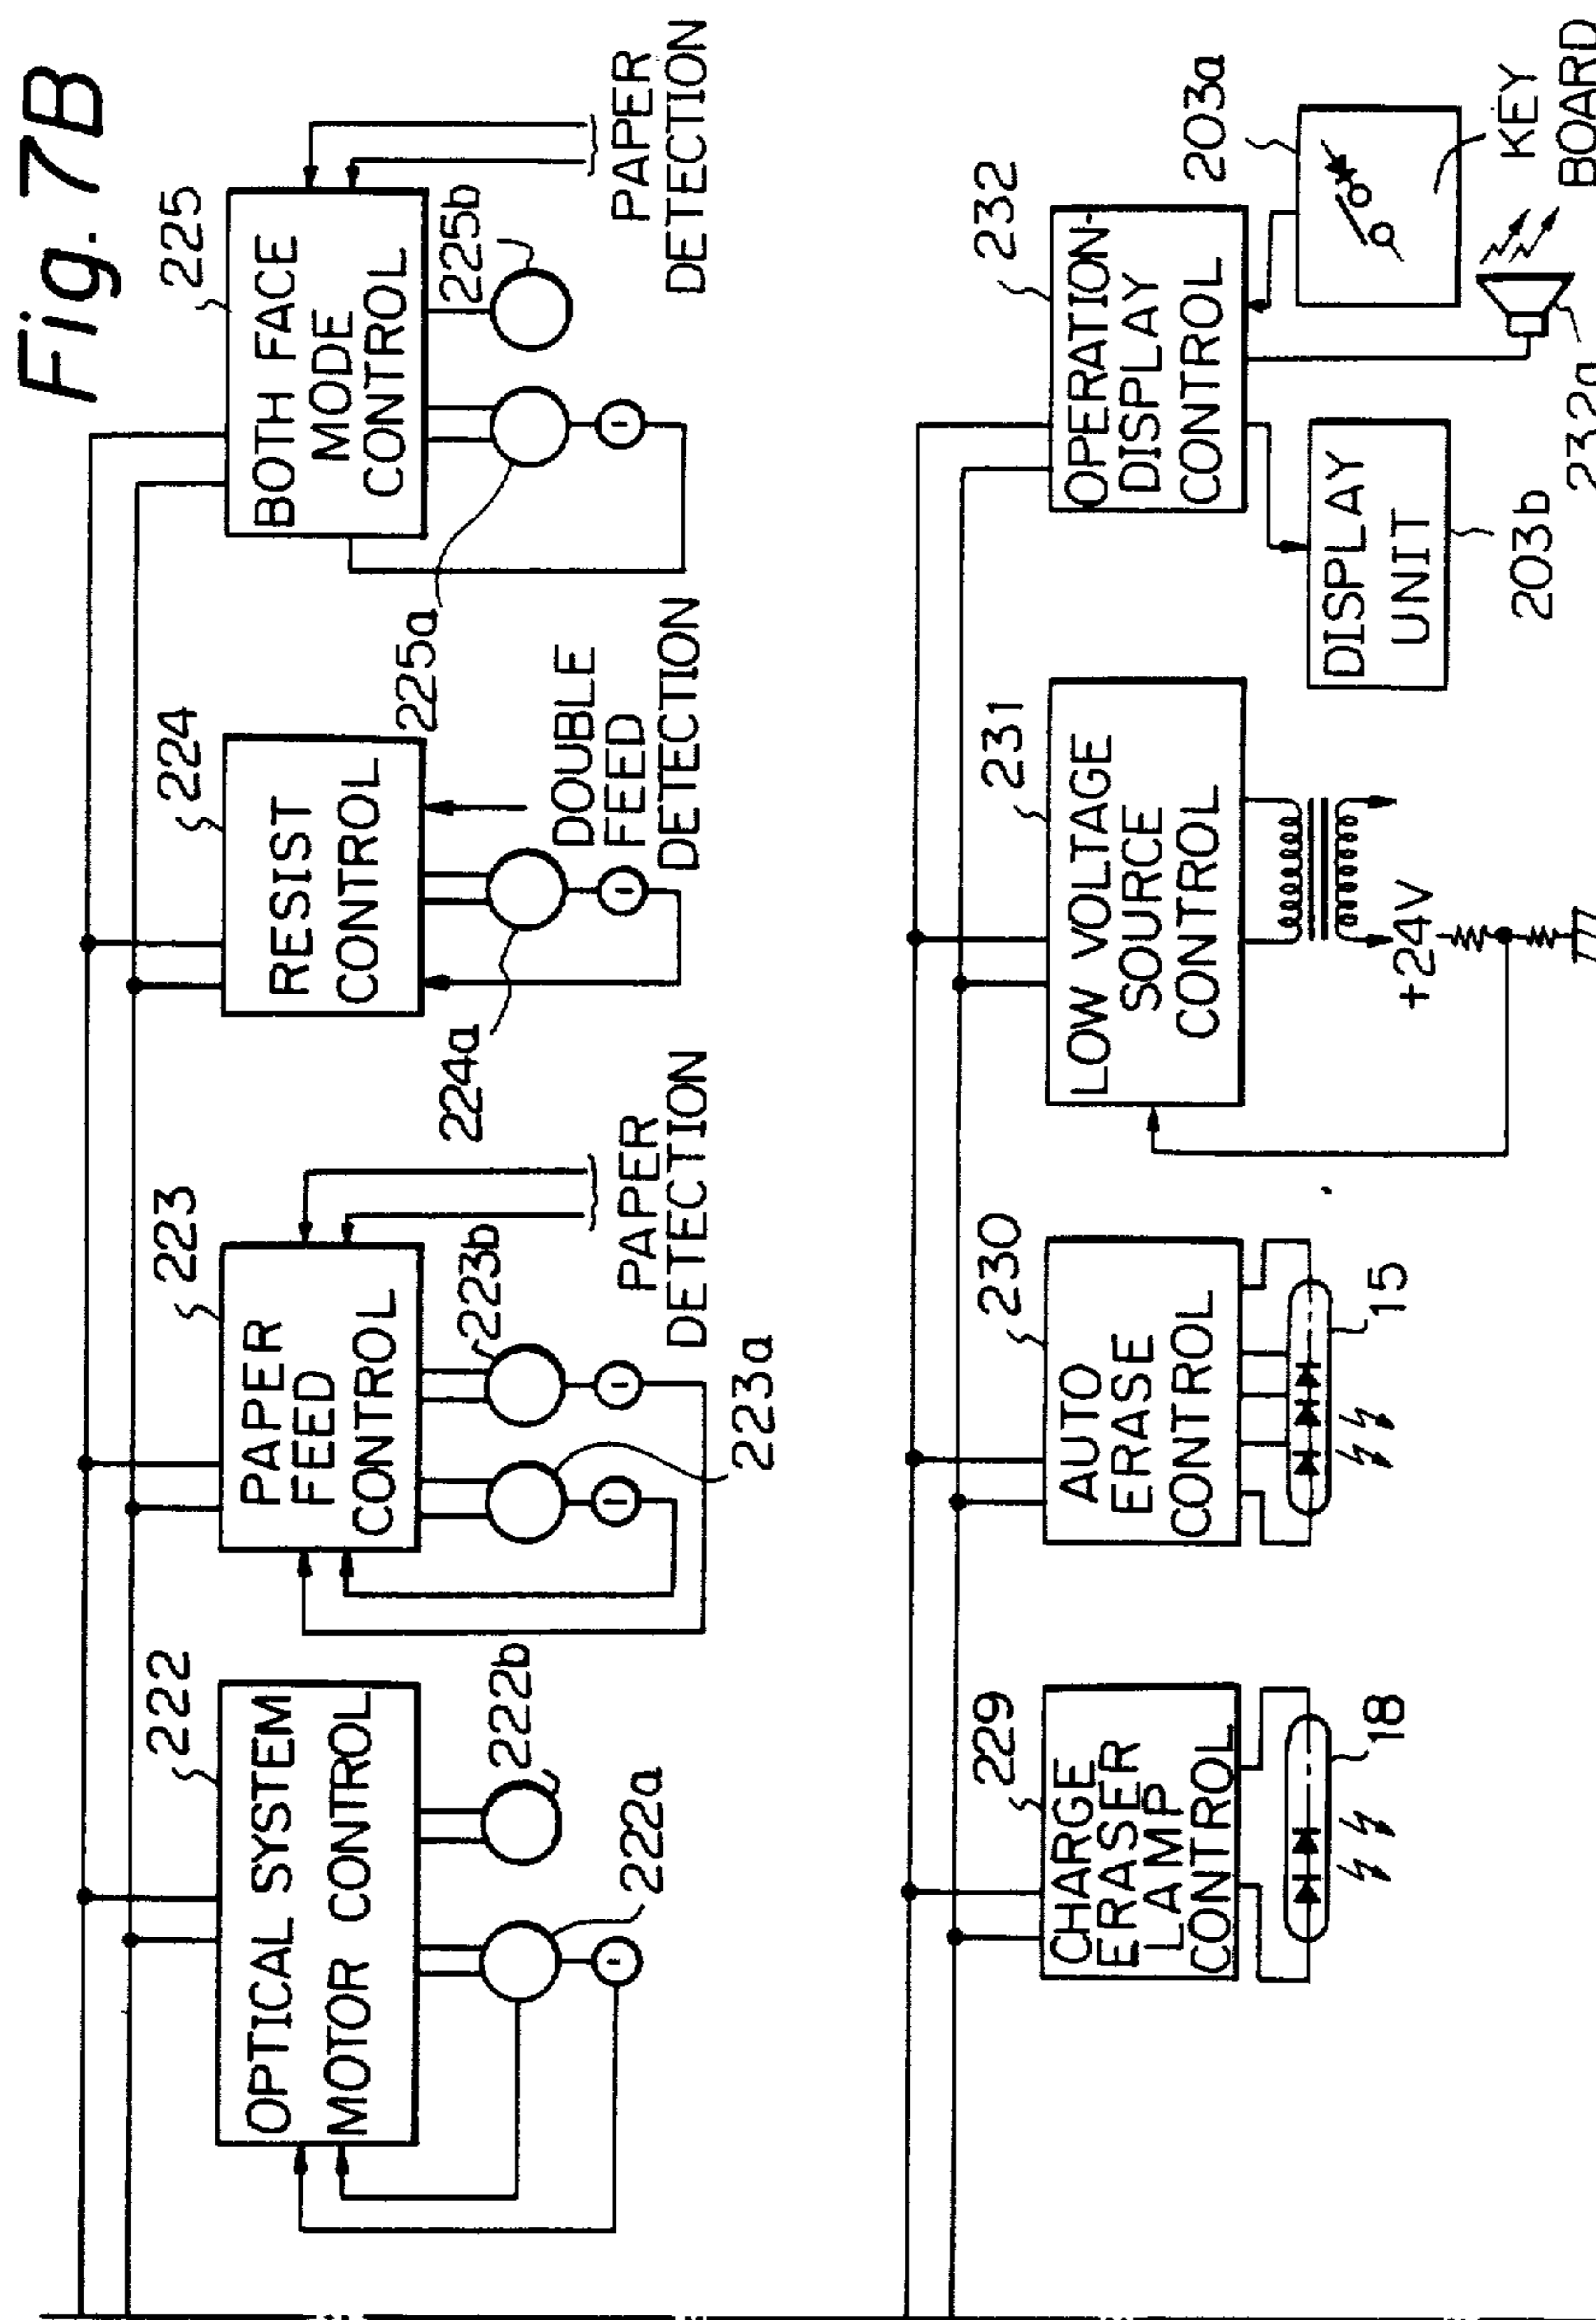 Fig. 7B
222
OPTICAL SYSTEM
MOTOR CONTROL
222a
222b
223
PAPER
FEED
CONTROL
223b
223a
PAPER
DETECTION
224
RESIST
CONTROL
224a
DOUBLE
FEED
DETECTION
225
BOTH FACE
MODE
CONTROL
225a
225b
PAPER
DETECTION
229
CHARGE
ERASER
LAMP
CONTROL
18
230
AUTO
ERASE
CONTROL
15
231
LOW VOLTAGE
SOURCE
CONTROL
+24V
232
OPERATION-
DISPLAY
CONTROL
DISPLAY
UNIT
203b
203a
KEY
BOARD
232a